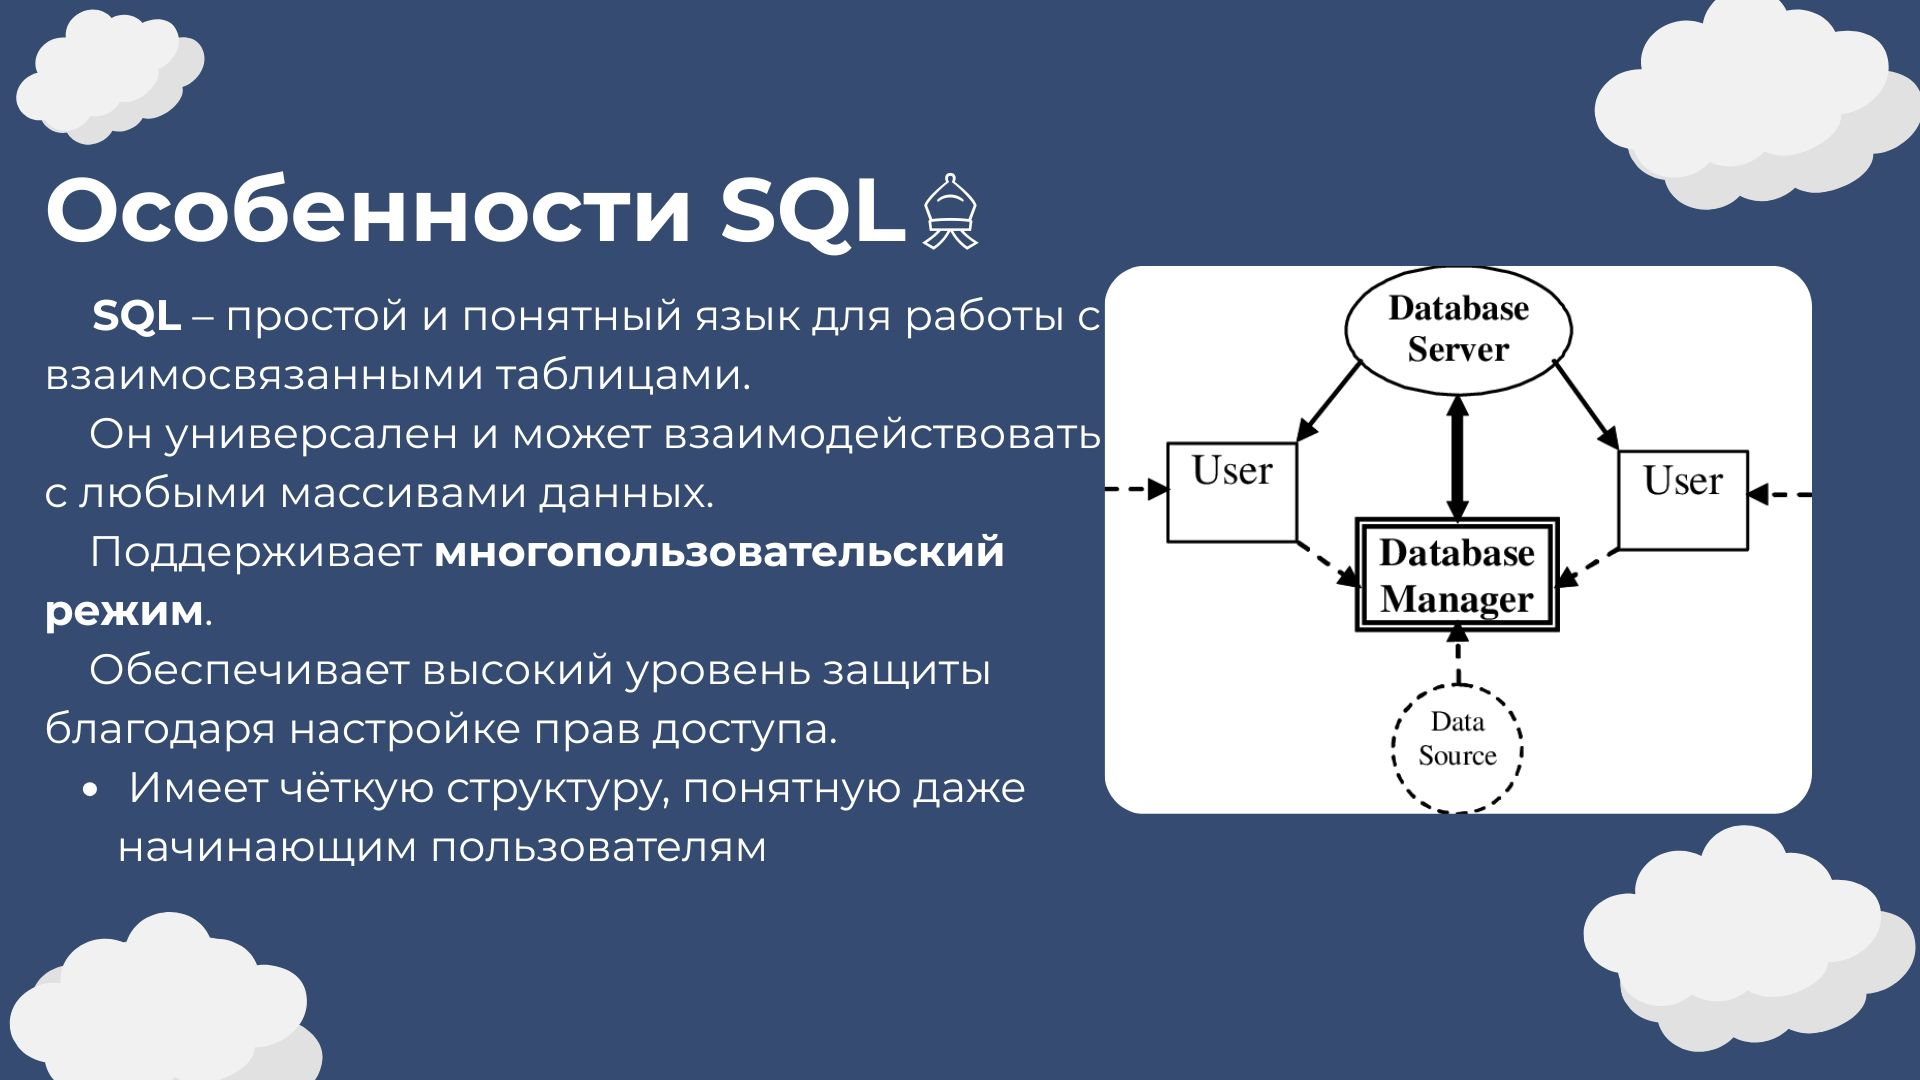 Особенности SQL
SQL – простой и понятный язык для работы с
взаимосвязанными таблицами.
Он универсален и может взаимодействовать
с любыми массивами данных.
Поддерживает многопользовательский
режим.
Обеспечивает высокий уровень защиты
благодаря настройке прав доступа.
• Имеет чёткую структуру, понятную даже
начинающим пользователям
Database
Server
User
User
Database
Manager
Data
Source